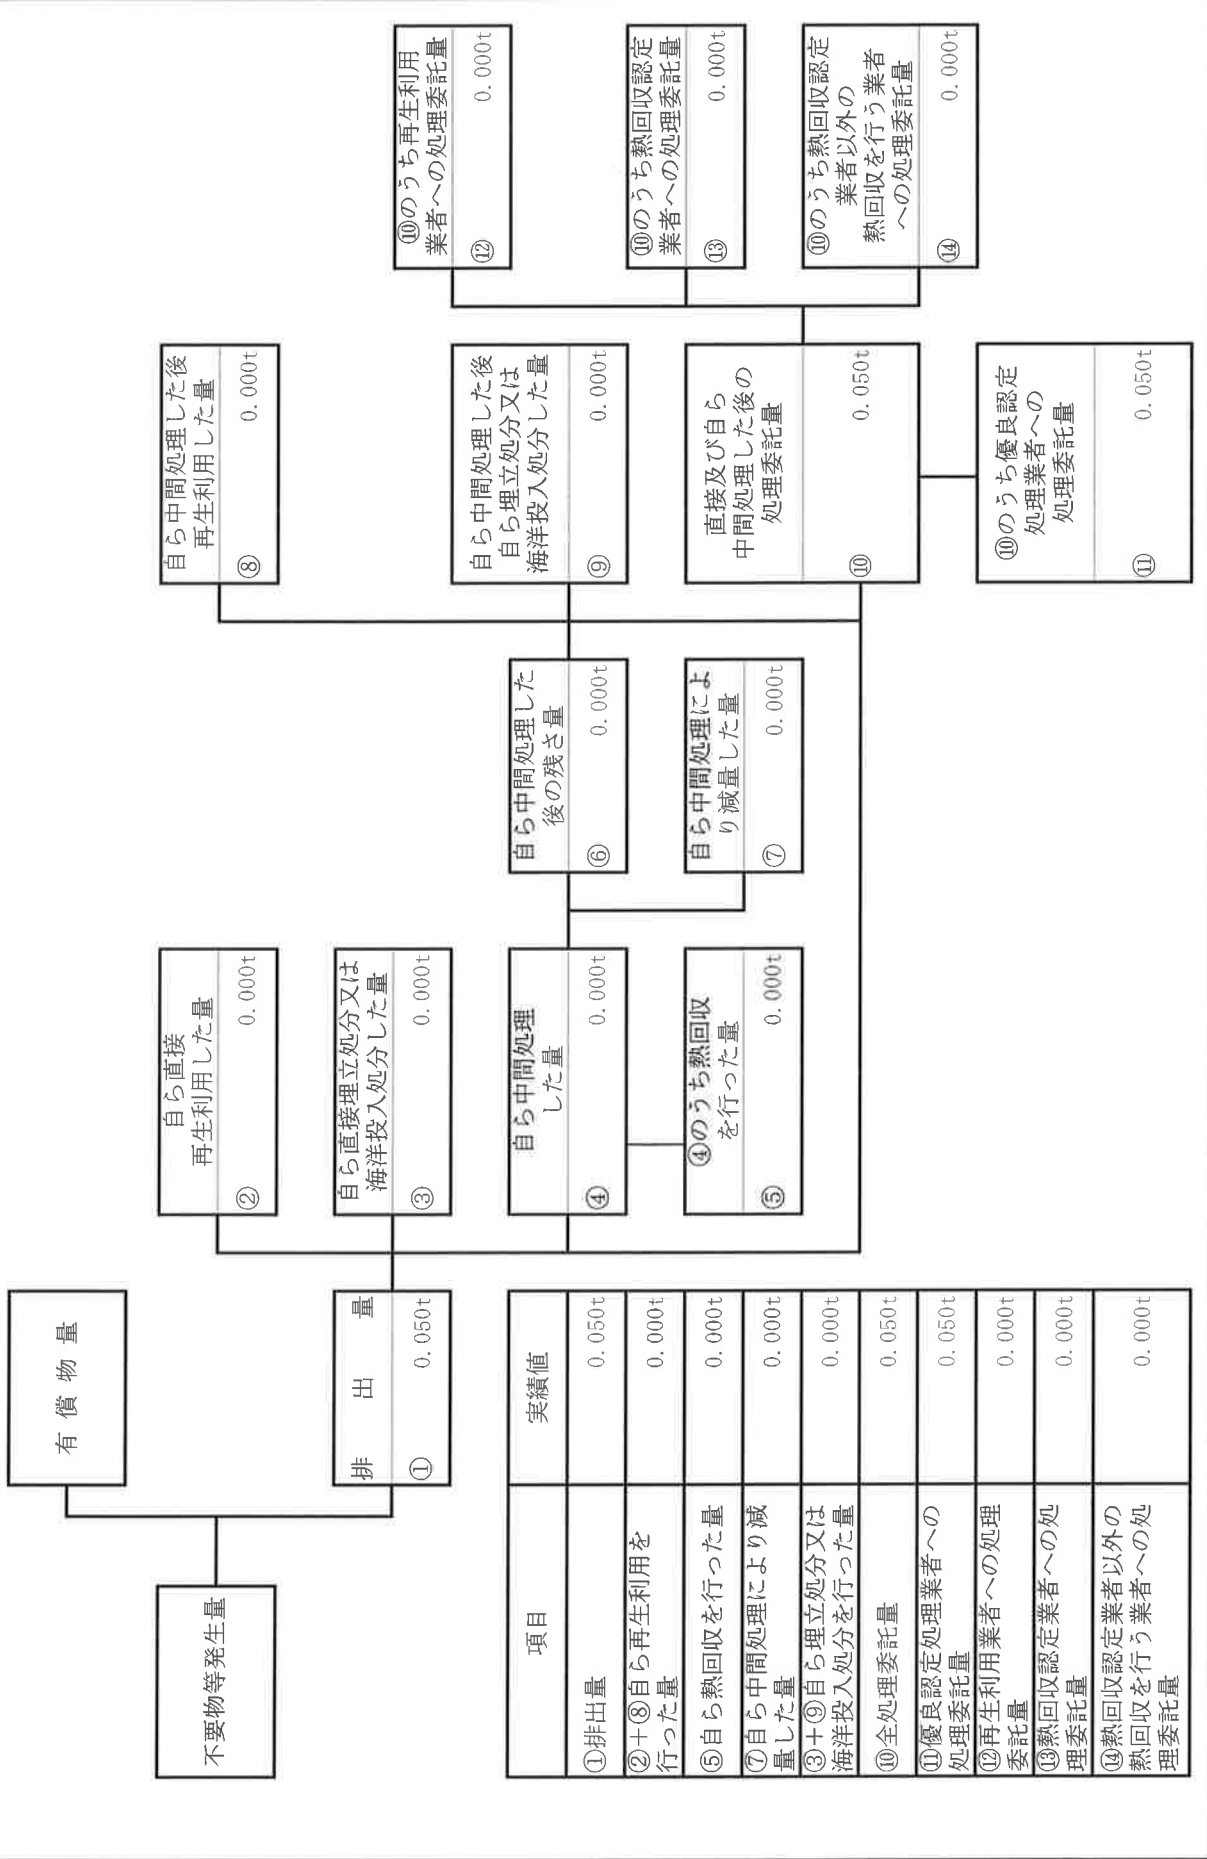 不要物等発生量
有償物量
排出量
① 0.050t
自ら直接
再生利用した量
② 0.000t
自ら直接埋立処分又は
海洋投入処分した量
③ 0.000t
自ら中間処理
した量
④ 0.000t
④のうち熱回収
を行った量
⑤ 0.000t
自ら中間処理した
後の残さ量
⑥ 0.000t
自ら中間処理によ
り減量した量
⑦ 0.000t
自ら中間処理した後
再生利用した量
⑧ 0.000t
自ら中間処理した後
自ら埋立処分又は
海洋投入処分した量
⑨ 0.000t
直接及び自ら
中間処理した後の
処理委託量
⑩ 0.050t
⑩のうち優良認定
処理業者への
処理委託量
⑪ 0.050t
⑩のうち再生利用
業者への処理委託量
⑫ 0.000t
⑩のうち熱回収認定
業者への処理委託量
⑬ 0.000t
⑩のうち熱回収認定
業者以外の
熱回収を行う業者
への処理委託量
⑭ 0.000t
項目 実績値
①排出量 0.050t
②＋⑧自ら再生利用を
行った量 0.000t
⑤自ら熱回収を行った量 0.000t
⑦自ら中間処理により減
量した量 0.000t
③＋⑨自ら埋立処分又は
海洋投入処分を行った量 0.000t
⑩全処理委託量 0.050t
⑪優良認定処理業者への
処理委託量 0.050t
⑫再生利用業者への処理
委託量 0.000t
⑬熱回収認定業者への処
理委託量 0.000t
⑭熱回収認定業者以外の
熱回収を行う業者への処
理委託量 0.000t